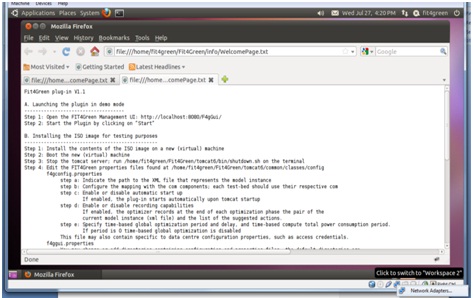 Machine Devices Help
Applications Places System
Wed Jul 27, 4:20 PM fit4green
Mozilla Firefox
File Edit View History Bookmarks Tools Help
file:///home/fit4green/Fit4Green/info/WelcomePage.txt
Google
Most Visited Getting Started Latest Headlines
file:///home...comePage.txt file:///home...comePage.txt
Fit4Green plug-in V1.1
A. Launching the plugin in demo mode
Step 1: Open the FIT4Green Management UI: http://localhost:8080/F4gGui/
Step 2: Start the Plugin by clicking on "Start"
B. Installing the ISO image for testing purposes
Step 1: Install the contents of the ISO image on a new (virtual) machine
Step 2: Boot the new (virtual) machine
Step 3: Stop the tomcat server: run /home/fit4green/Fit4Green/tomcat6/bin/shutdown.sh on the terminal
Step 4: Edit the FIT4Green properties files found at /home/fit4green/Fit4Green/tomcat6/common/classes/config
f4gconfig.properties
step a: Indicate the path to the XML file that represents the model instance
step b: Configure the mapping with the com components: each test-bed should use their respective com
step c: Enable or disable automatic start up
If enabled, the plug-in starts automatically upon tomcat startup
step d: Enable or disable recording capabilities
If enabled, the optimizer records at the end of each optimization phase the pair of the
current model instance (xml file) and the list of the suggested actions.
step e: Specify time-based global optimization period and delay, and time-based compute total power consumption period.
If period is 0 time-based global optimization is disabled
This file may also contain specific to data centre configuration properties, such as access credentials.
f4ggui.properties
Done
Click to switch to "Workspace 2"
Mozilla Firefox
Network Adapters...